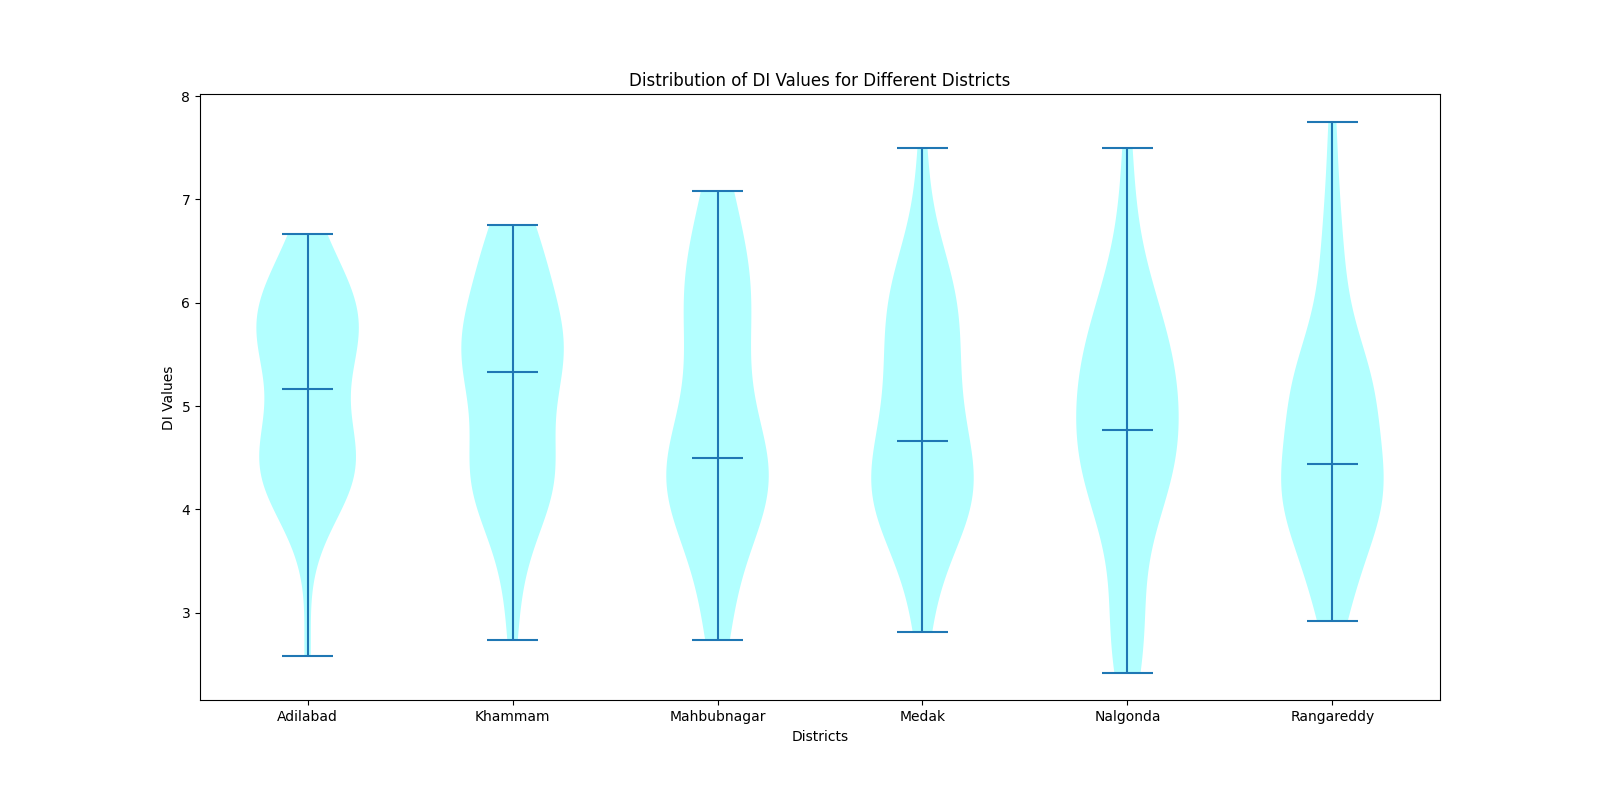 Distribution of DI Values for Different Districts
8
7
6
5
4
3
DI Values
Adilabad Khammam Mahbubnagar Medak Nalgonda Rangareddy
Districts